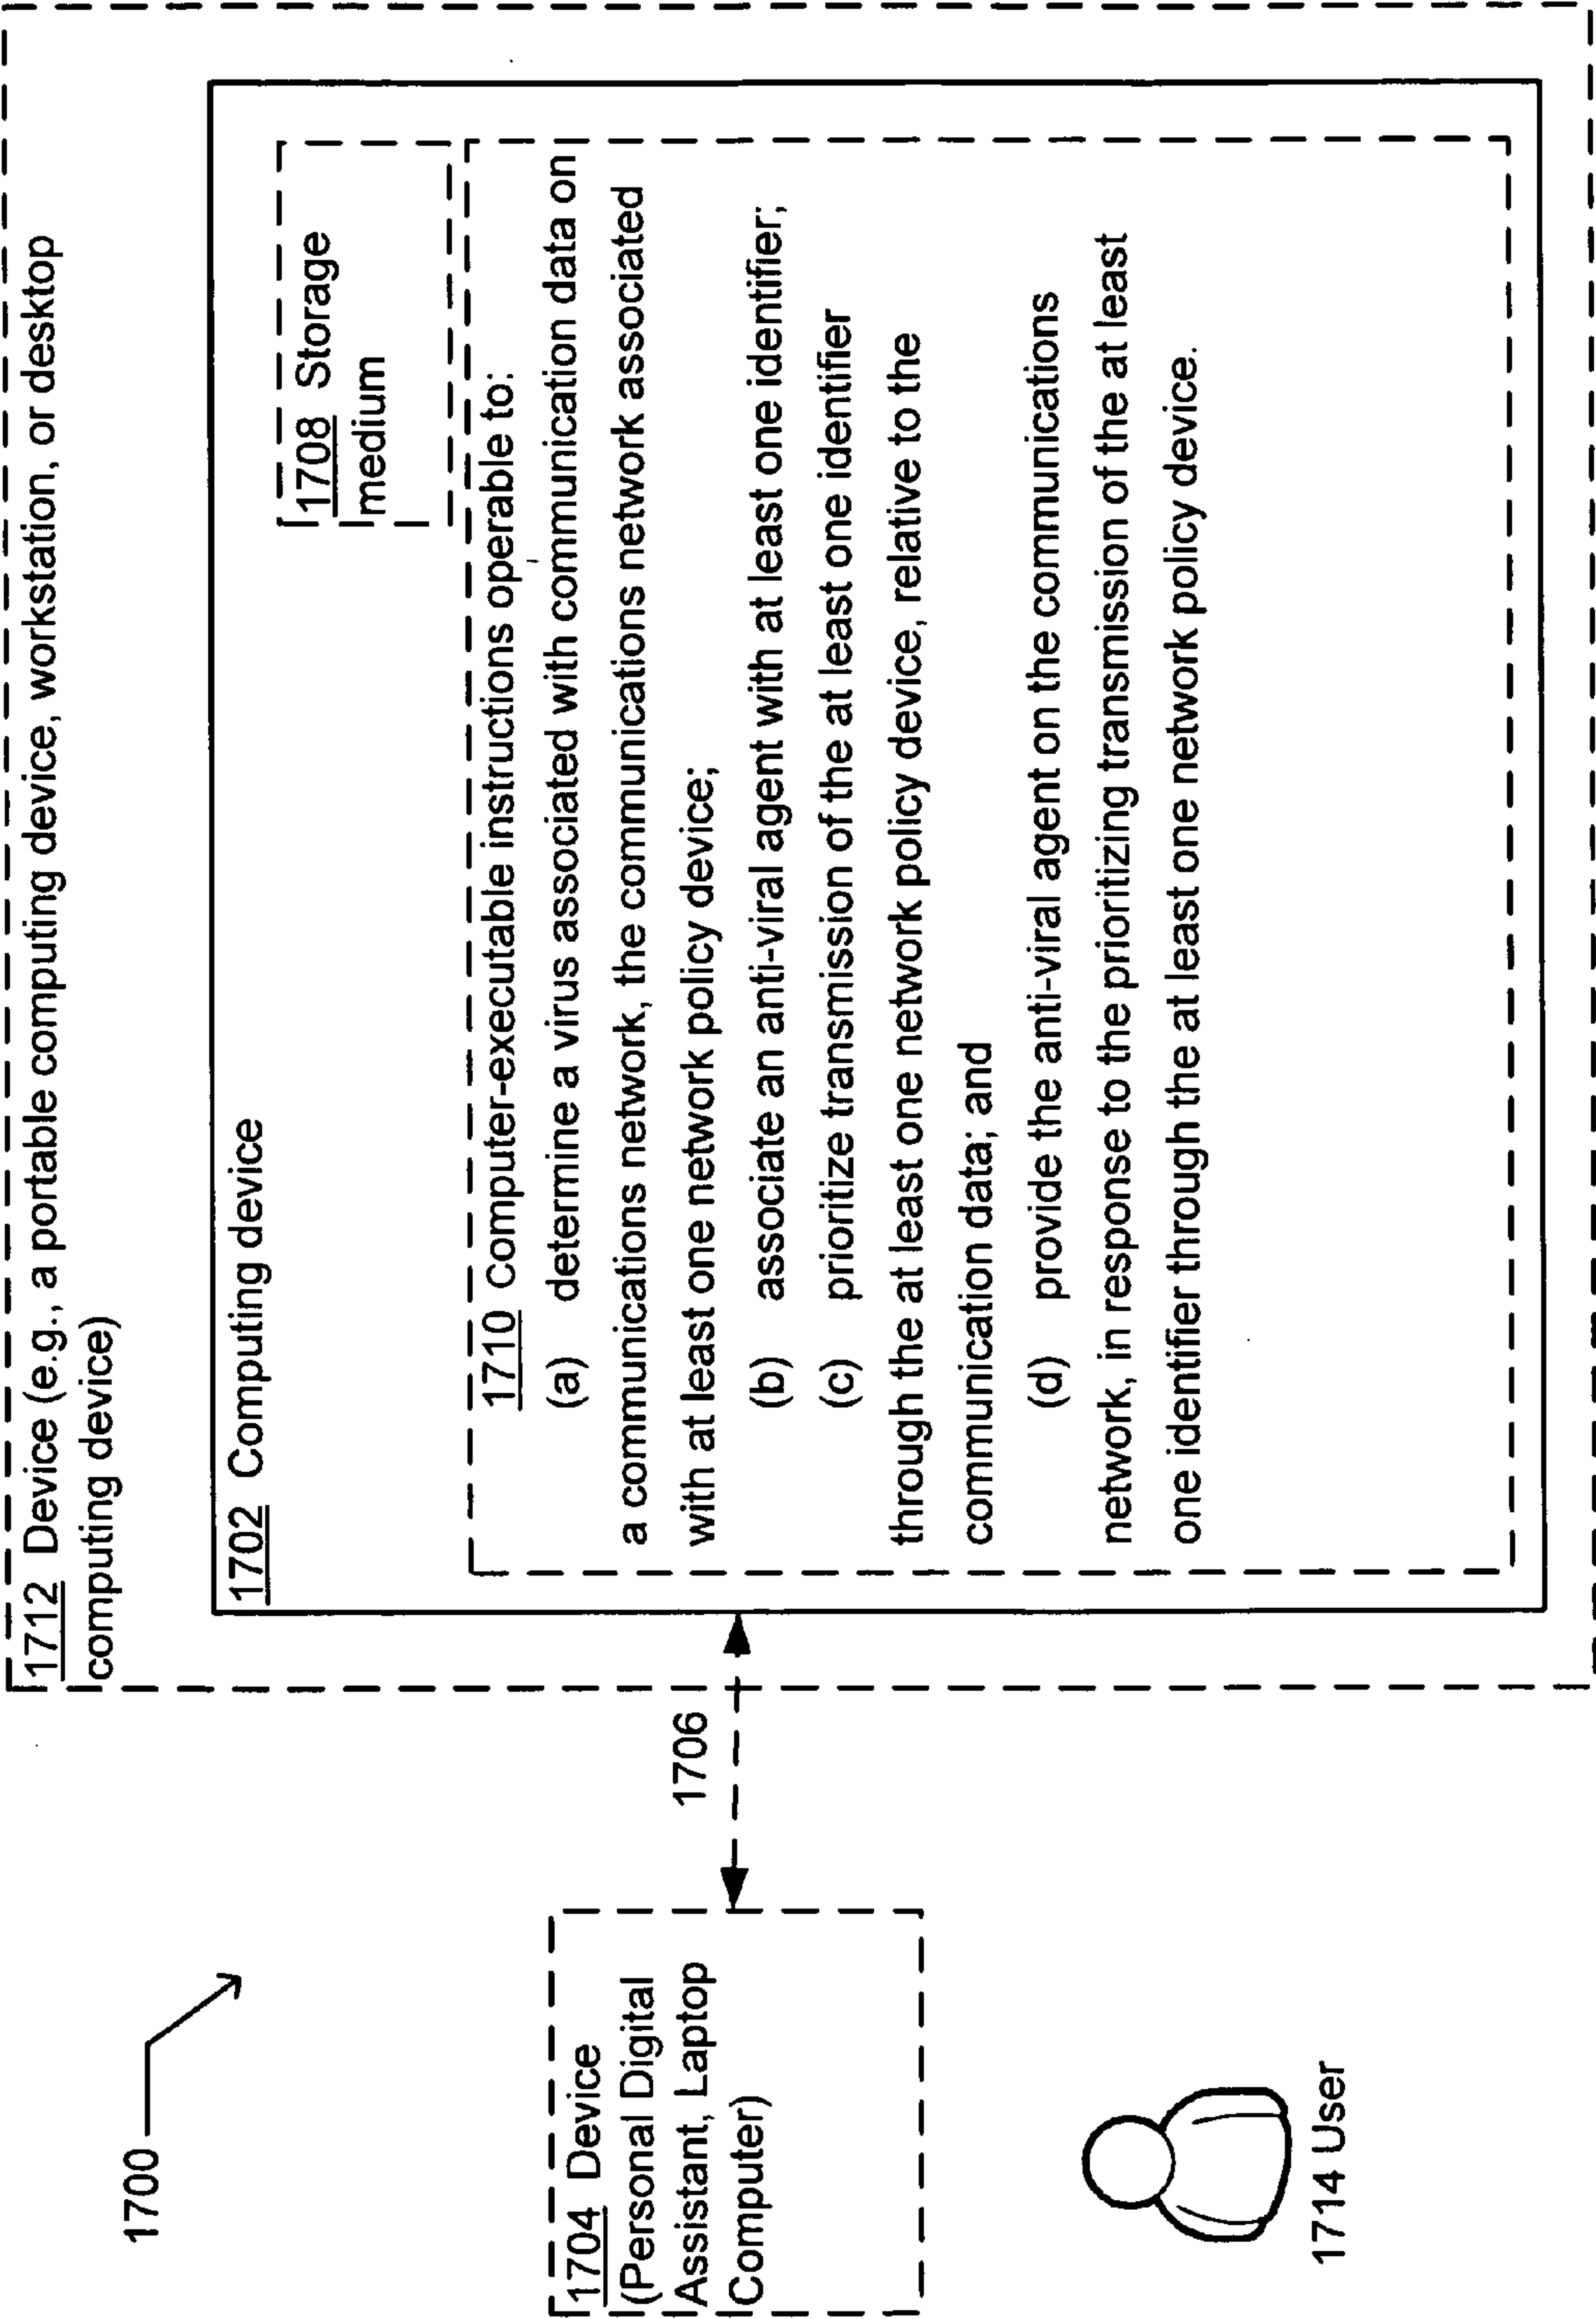 1700
1712 Device (e.g., a portable computing device, workstation, or desktop
computing device)
1702 Computing device
1708 Storage
medium
1710 Computer-executable instructions operable to:
(a) determine a virus associated with communication data on
a communications network, the communications network associated
with at least one network policy device;
(b) associate an anti-viral agent with at least one identifier;
(c) prioritize transmission of the at least one identifier
through the at least one network policy device, relative to the
communication data; and
(d) provide the anti-viral agent on the communications
network, in response to the prioritizing transmission of the at least
one identifier through the at least one network policy device.
1706
1704 Device
(Personal Digital
Assistant, Laptop
Computer)
1714 User